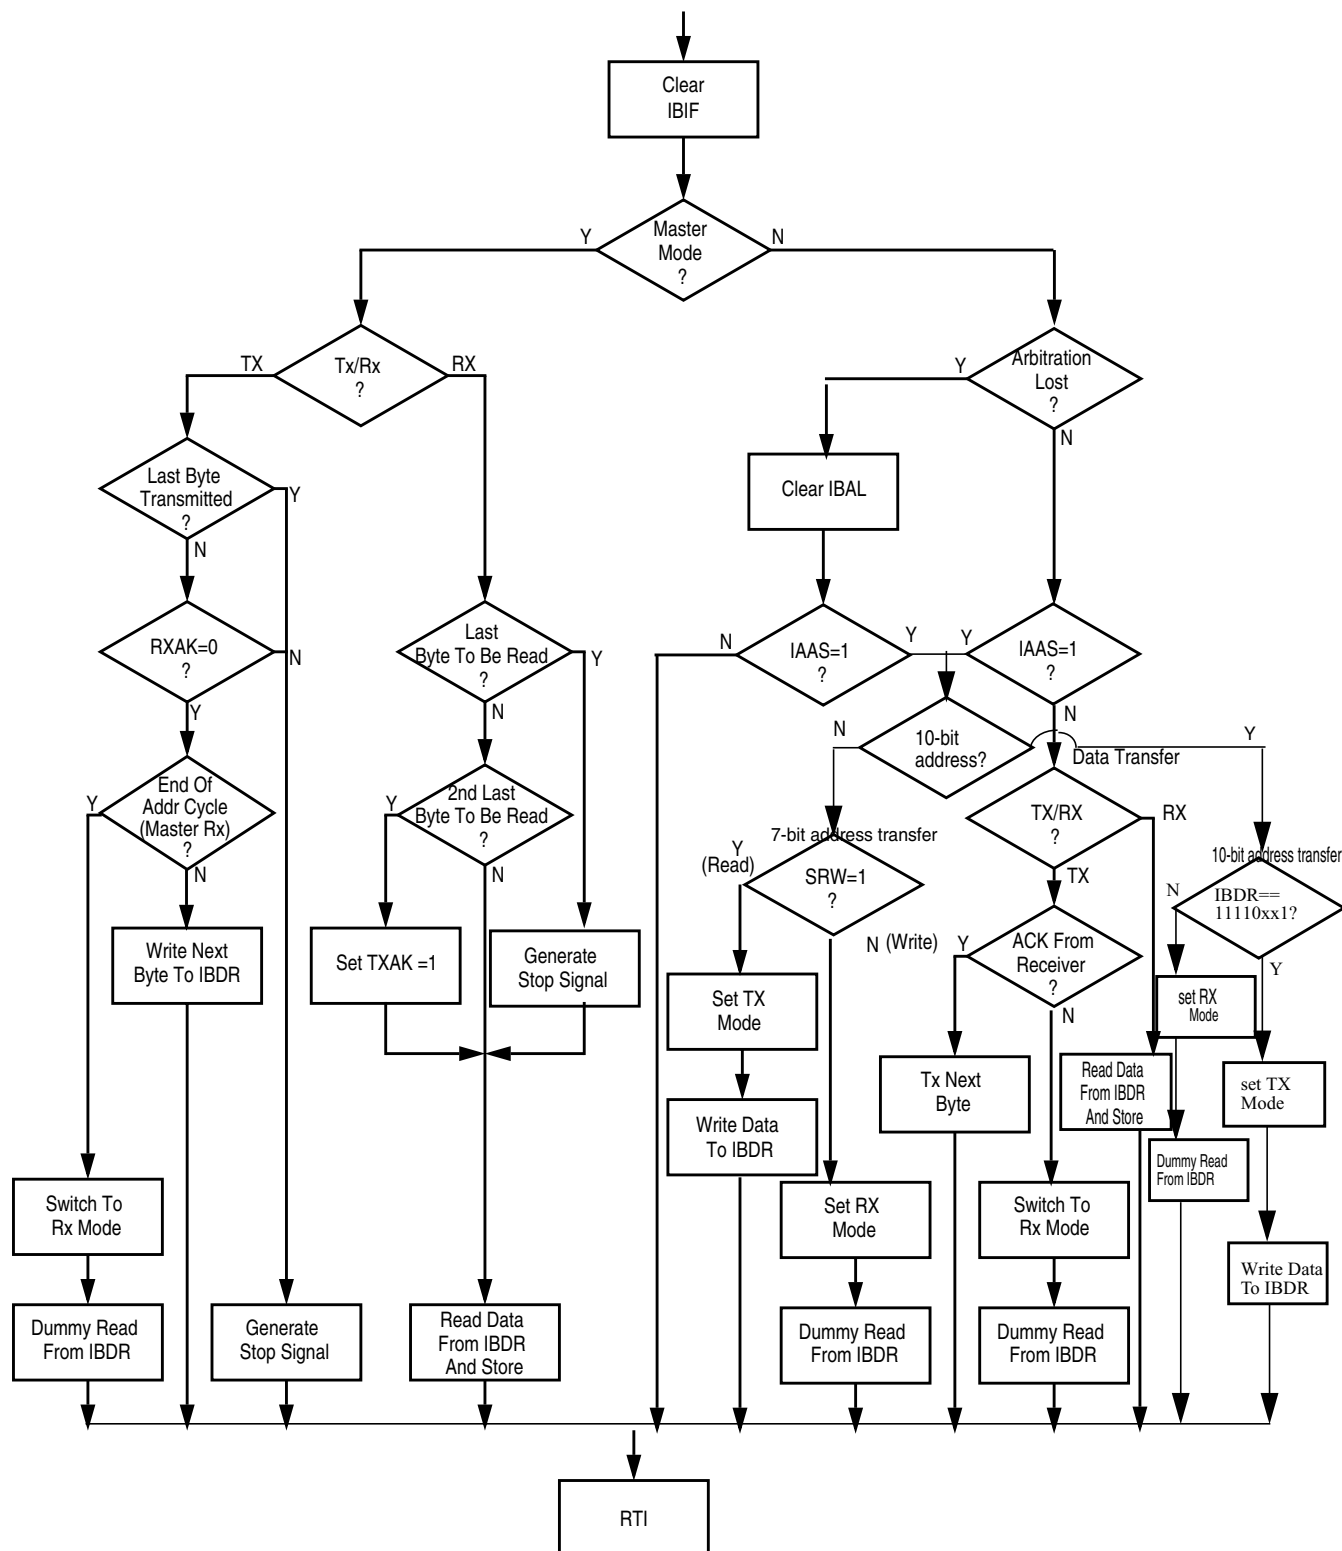 Clear
IBIF
Master
Mode
?
Y
N
Tx/Rx
?
TX
RX
Arbitration
Lost
?
Y
N
Last Byte
Transmitted
?
Y
N
Clear IBAL
RXAK=0
?
N
Y
Last
Byte To Be Read
?
Y
N
IAAS=1
?
N
Y
IAAS=1
?
Y
N
10-bit
address?
N
Y
Data Transfer
End Of
Addr Cycle
(Master Rx)
?
Y
N
2nd Last
Byte To Be Read
?
Y
N
7-bit address transfer
SRW=1
?
Y
(Read)
N (Write)
TX/RX
?
RX
TX
10-bit address transfer
IBDR==
11110xx1?
N
Y
Write Next
Byte To IBDR
Set TXAK =1
Generate
Stop Signal
ACK From
Receiver
?
Y
N
Set TX
Mode
set RX
Mode
Tx Next
Byte
Read Data
From IBDR
And Store
set TX
Mode
Write Data
To IBDR
Dummy Read
From IBDR
Switch To
Rx Mode
Set RX
Mode
Switch To
Rx Mode
Write Data
To IBDR
Dummy Read
From IBDR
Generate
Stop Signal
Read Data
From IBDR
And Store
Dummy Read
From IBDR
Dummy Read
From IBDR
RTI